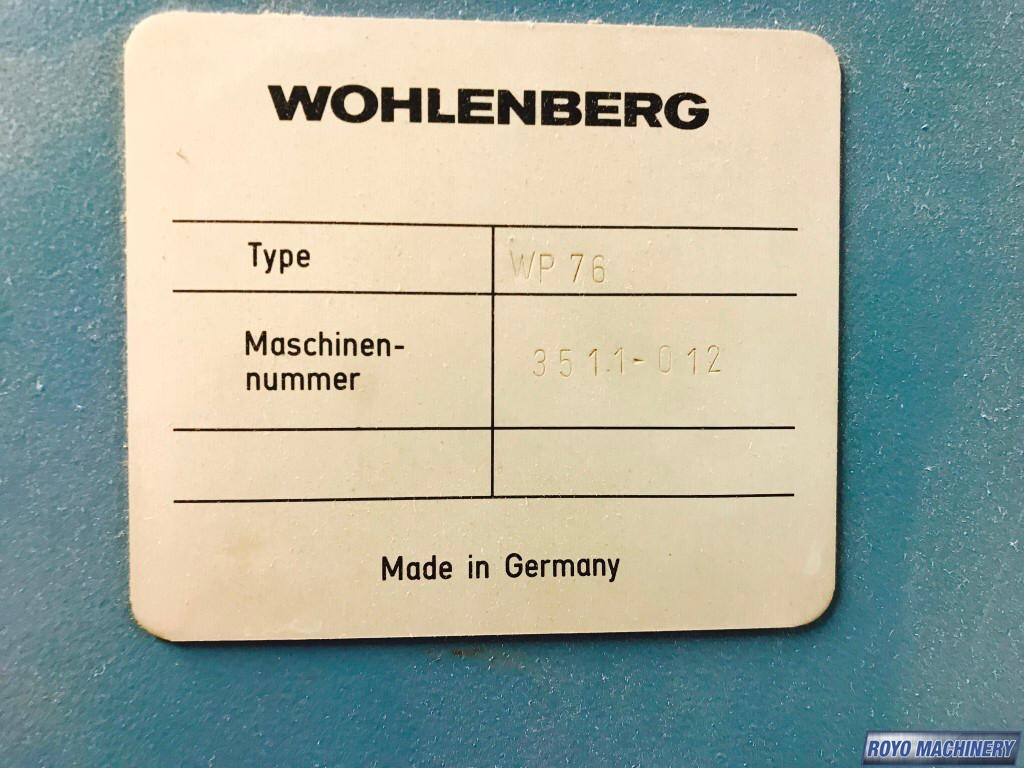 WOHLENBERG
Type WP 76
Maschinen-
nummer
3511-012
Made in Germany
ROYO MACHINERY